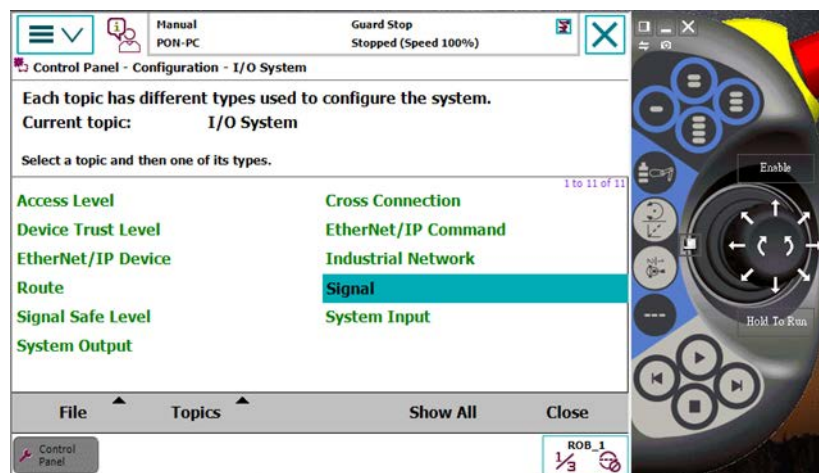 Manual
PON-PC
Guard Stop
Stopped (Speed 100%)
Control Panel - Configuration - I/O System
Each topic has different types used to configure the system.
Current topic: I/O System
Select a topic and then one of its types.
1 to 11 of 11
Access Level
Cross Connection
Device Trust Level
EtherNet/IP Command
EtherNet/IP Device
Industrial Network
Route
Signal
Signal Safe Level
System Input
System Output
File
Topics
Show All
Close
Control
Panel
ROB_1
1/3
Enable
Hold To Run